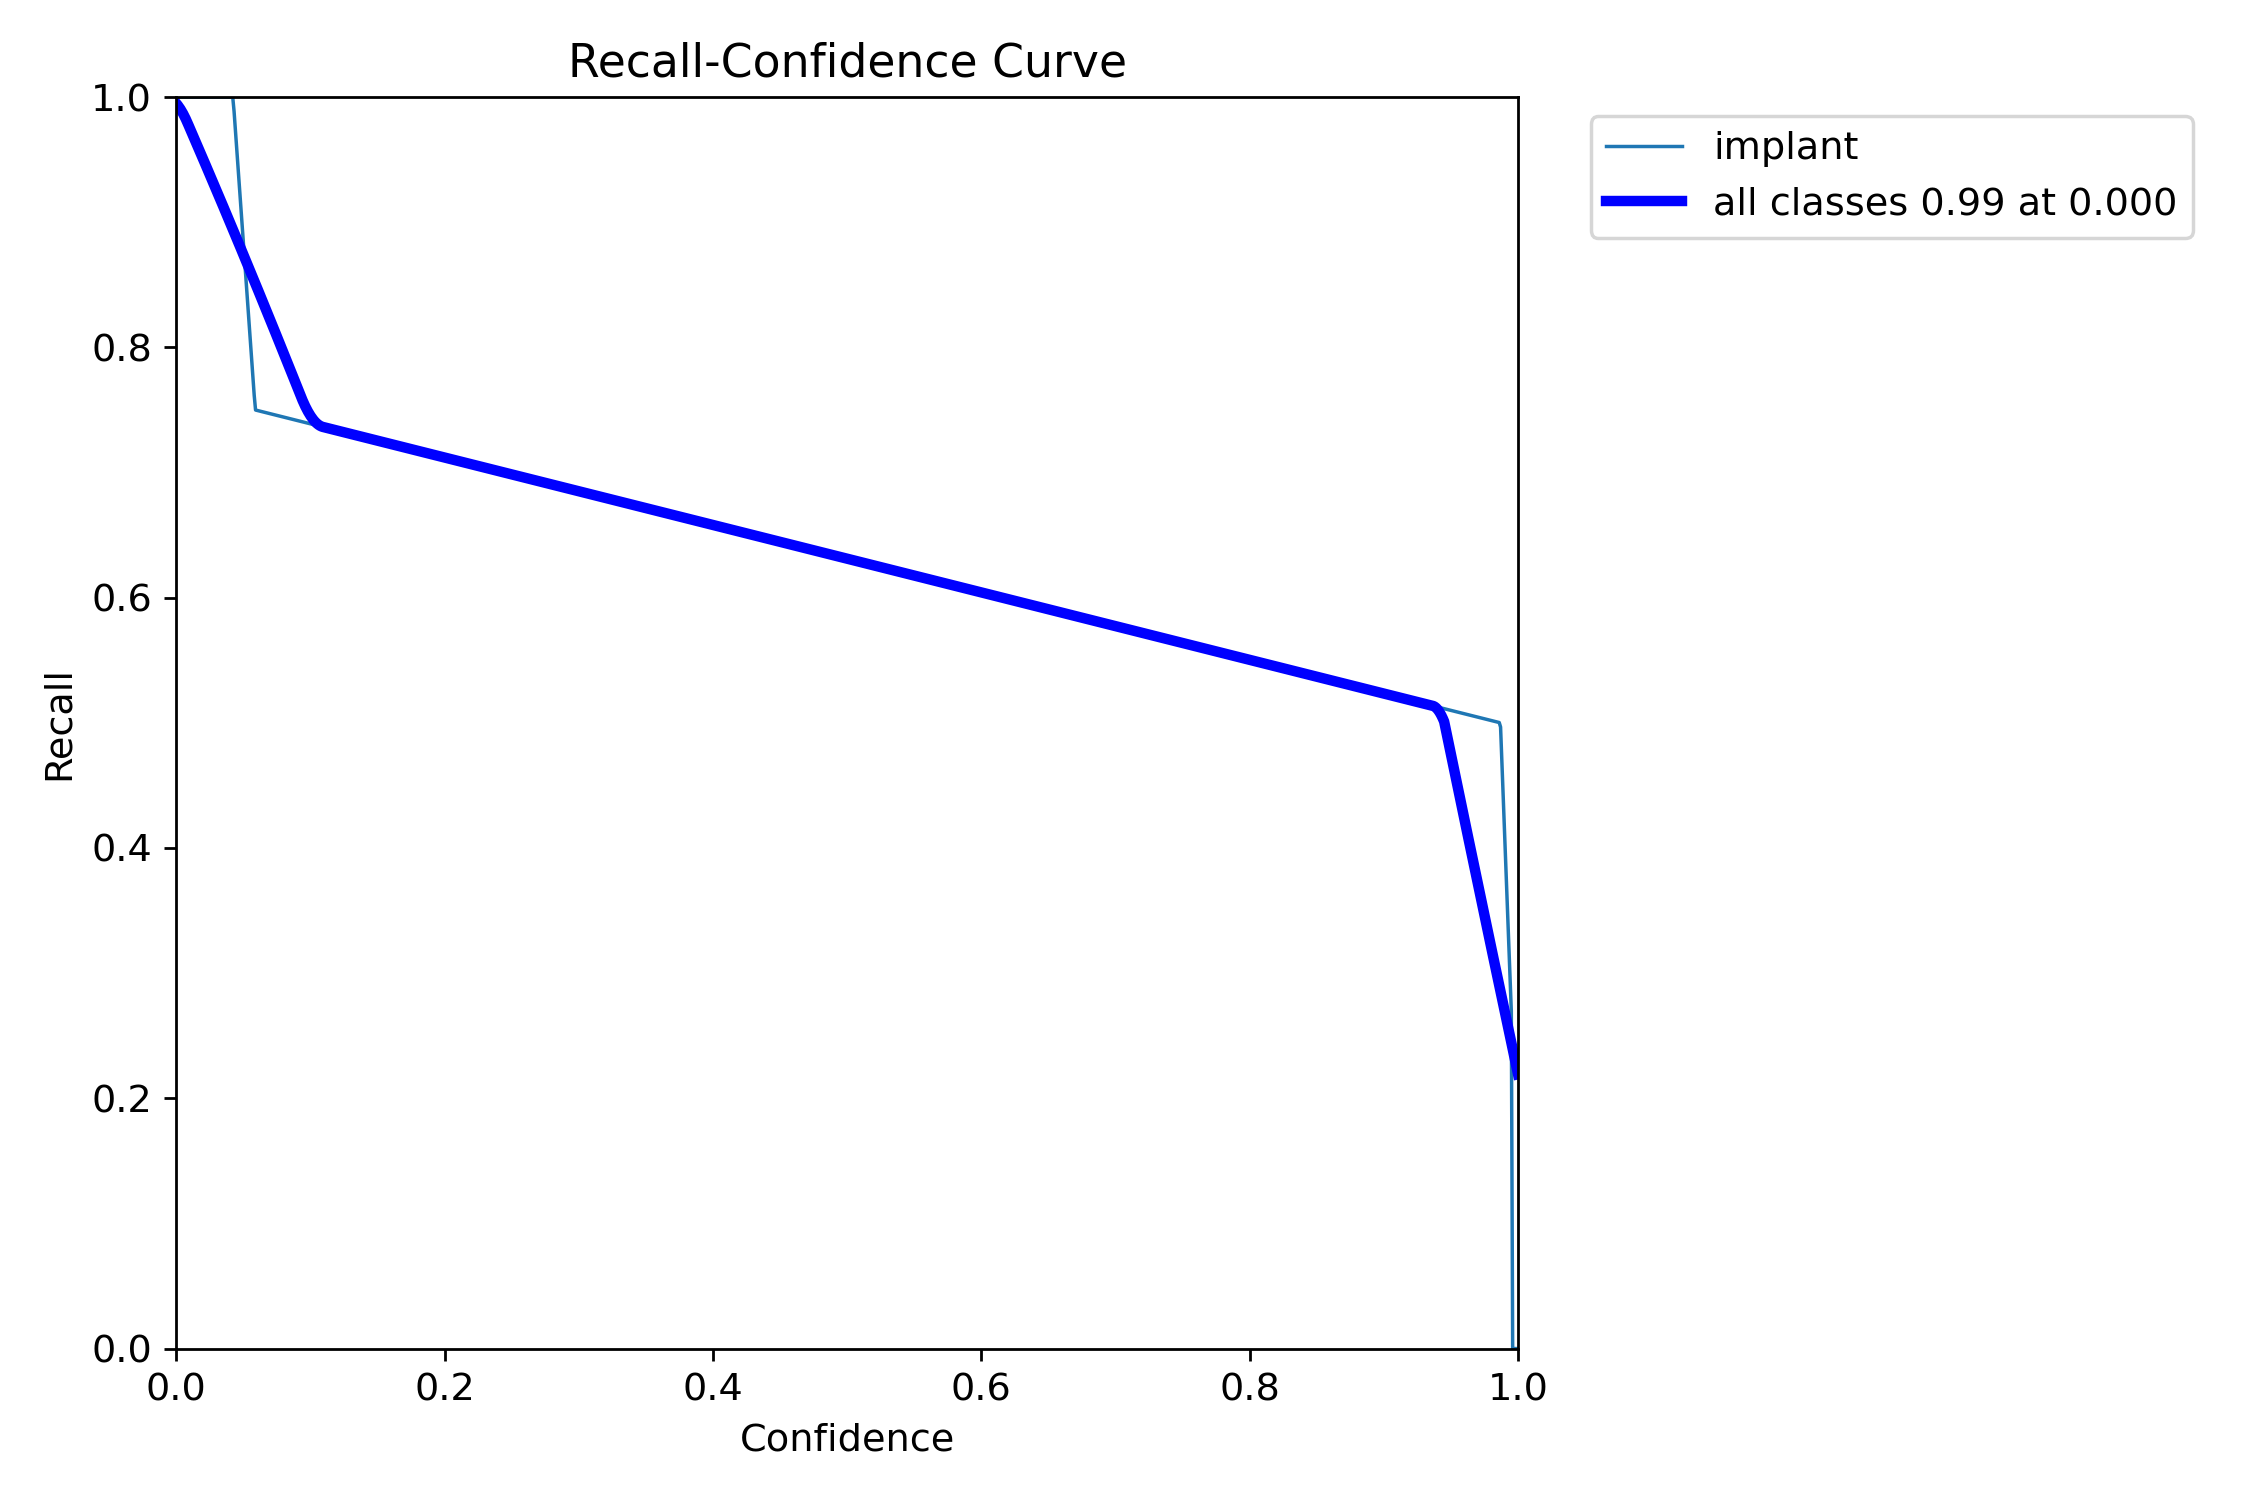 Recall-Confidence Curve
implant
all classes 0.99 at 0.000
1.0
0.8
0.6
0.4
0.2
0.0
Recall
0.0 0.2 0.4 0.6 0.8 1.0
Confidence